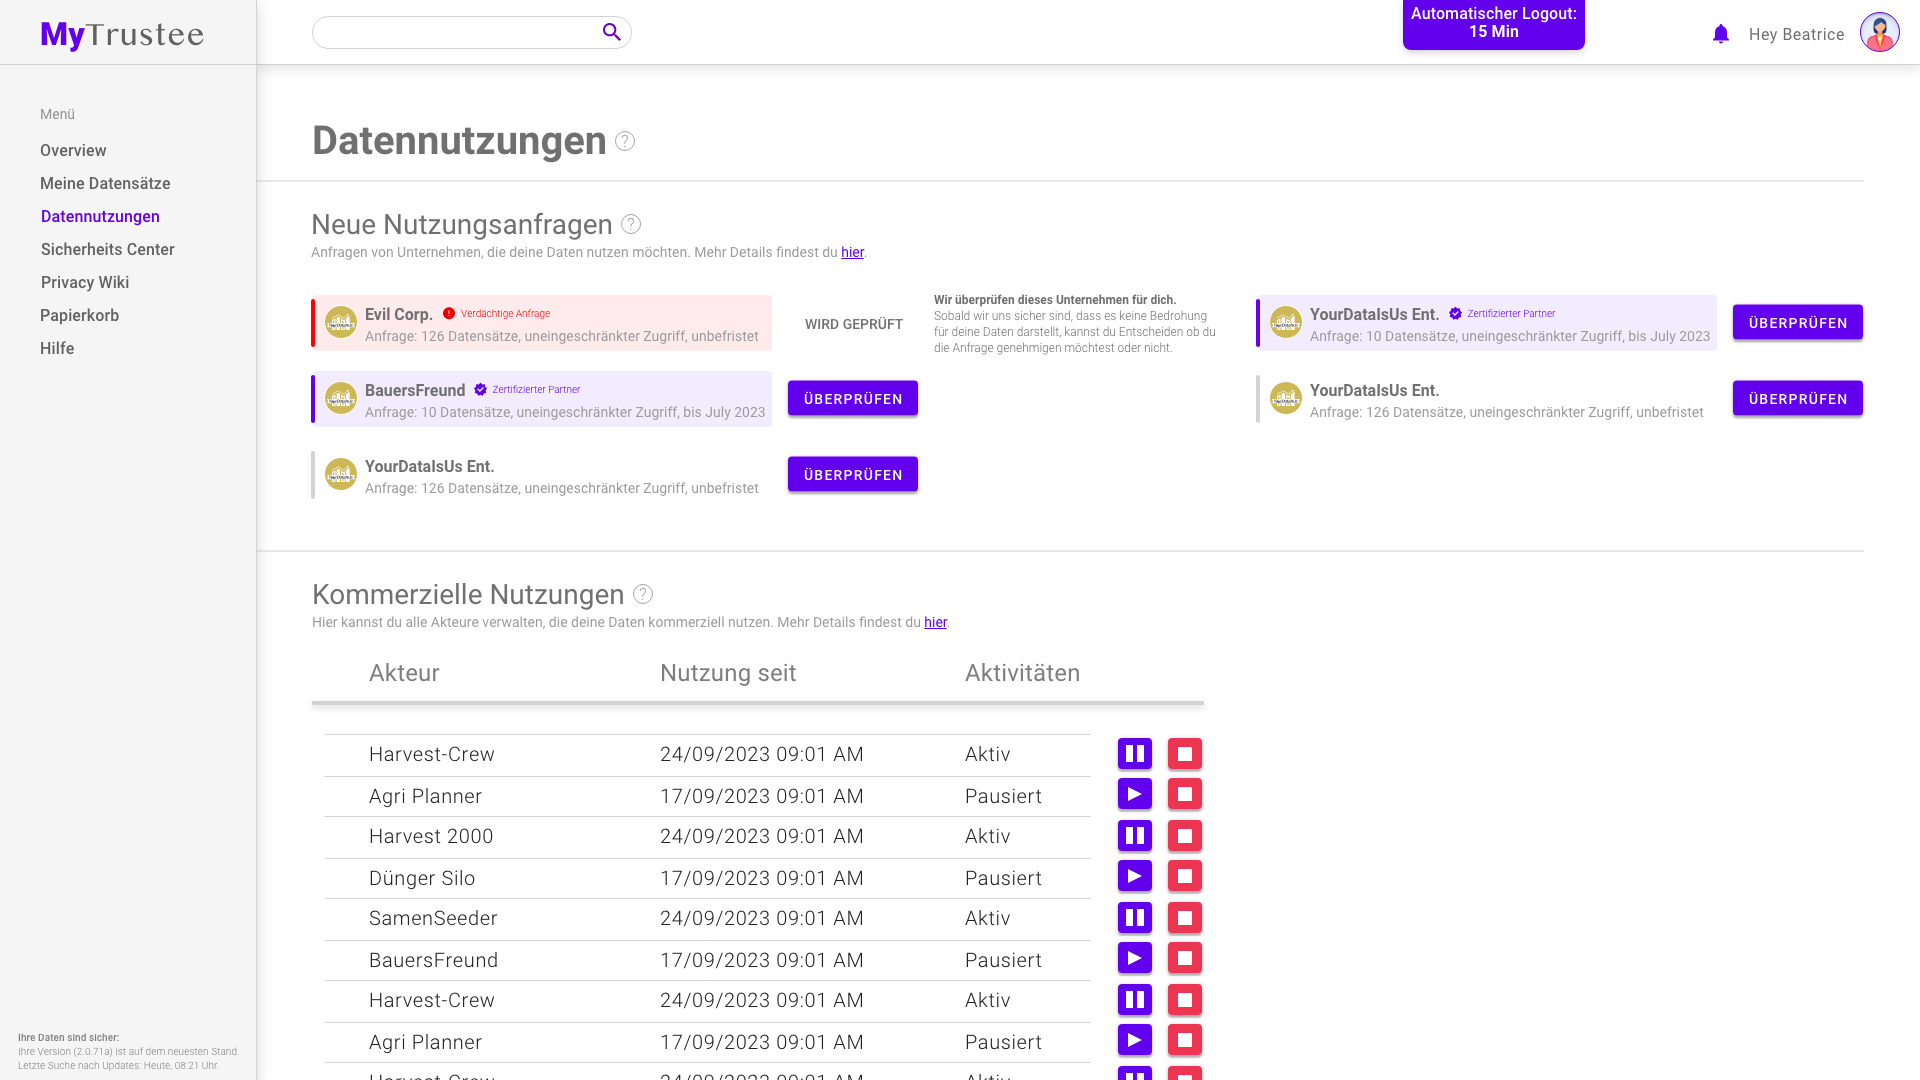 MyTrustee
Automatischer Logout:
15 Min
Hey Beatrice
Menü
Overview
Meine Datensätze
Datennutzungen
Sicherheits Center
Privacy Wiki
Papierkorb
Hilfe
Ihre Daten sind sicher:
Ihre Version (2.0.71a) ist auf dem neuesten Stand.
Letzte Suche nach Updates: Heute, 08:21 Uhr.
Datennutzungen ?
Neue Nutzungsanfragen ?
Anfragen von Unternehmen, die deine Daten nutzen möchten. Mehr Details findest du hier.
Evil Corp. Verdächtige Anfrage
Anfrage: 126 Datensätze, uneingeschränkter Zugriff, unbefristet
WIRD GEPRÜFT
Wir überprüfen dieses Unternehmen für dich.
Sobald wir uns sicher sind, dass es keine Bedrohung
für deine Daten darstellt, kannst du Entscheiden ob du
die Anfrage genehmigen möchtest oder nicht.
YourDataIsUs Ent. Zertifizierter Partner
Anfrage: 10 Datensätze, uneingeschränkter Zugriff, bis July 2023
ÜBERPRÜFEN
BauersFreund Zertifizierter Partner
Anfrage: 10 Datensätze, uneingeschränkter Zugriff, bis July 2023
ÜBERPRÜFEN
YourDataIsUs Ent.
Anfrage: 126 Datensätze, uneingeschränkter Zugriff, unbefristet
ÜBERPRÜFEN
YourDataIsUs Ent.
Anfrage: 126 Datensätze, uneingeschränkter Zugriff, unbefristet
ÜBERPRÜFEN
Kommerzielle Nutzungen ?
Hier kannst du alle Akteure verwalten, die deine Daten kommerziell nutzen. Mehr Details findest du hier.
Akteur Nutzung seit Aktivitäten
Harvest-Crew 24/09/2023 09:01 AM Aktiv
Agri Planner 17/09/2023 09:01 AM Pausiert
Harvest 2000 24/09/2023 09:01 AM Aktiv
Dünger Silo 17/09/2023 09:01 AM Pausiert
SamenSeeder 24/09/2023 09:01 AM Aktiv
BauersFreund 17/09/2023 09:01 AM Pausiert
Harvest-Crew 24/09/2023 09:01 AM Aktiv
Agri Planner 17/09/2023 09:01 AM Pausiert
Harvest-Crew 24/09/2023 09:01 AM Aktiv